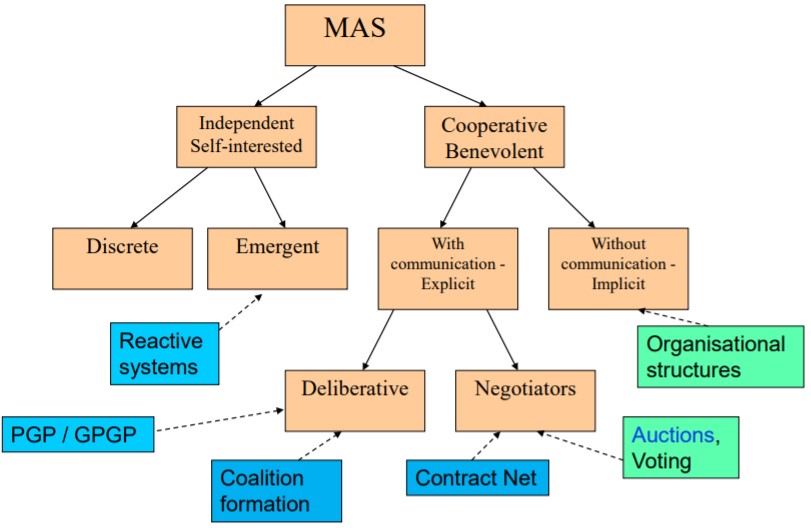 MAS
Independent
Self-interested
Cooperative
Benevolent
Discrete
Emergent
With
communication -
Explicit
Without
communication -
Implicit
Reactive
systems
Organisational
structures
Deliberative
Negotiators
PGP / GPGP
Auctions,
Voting
Coalition
formation
Contract Net